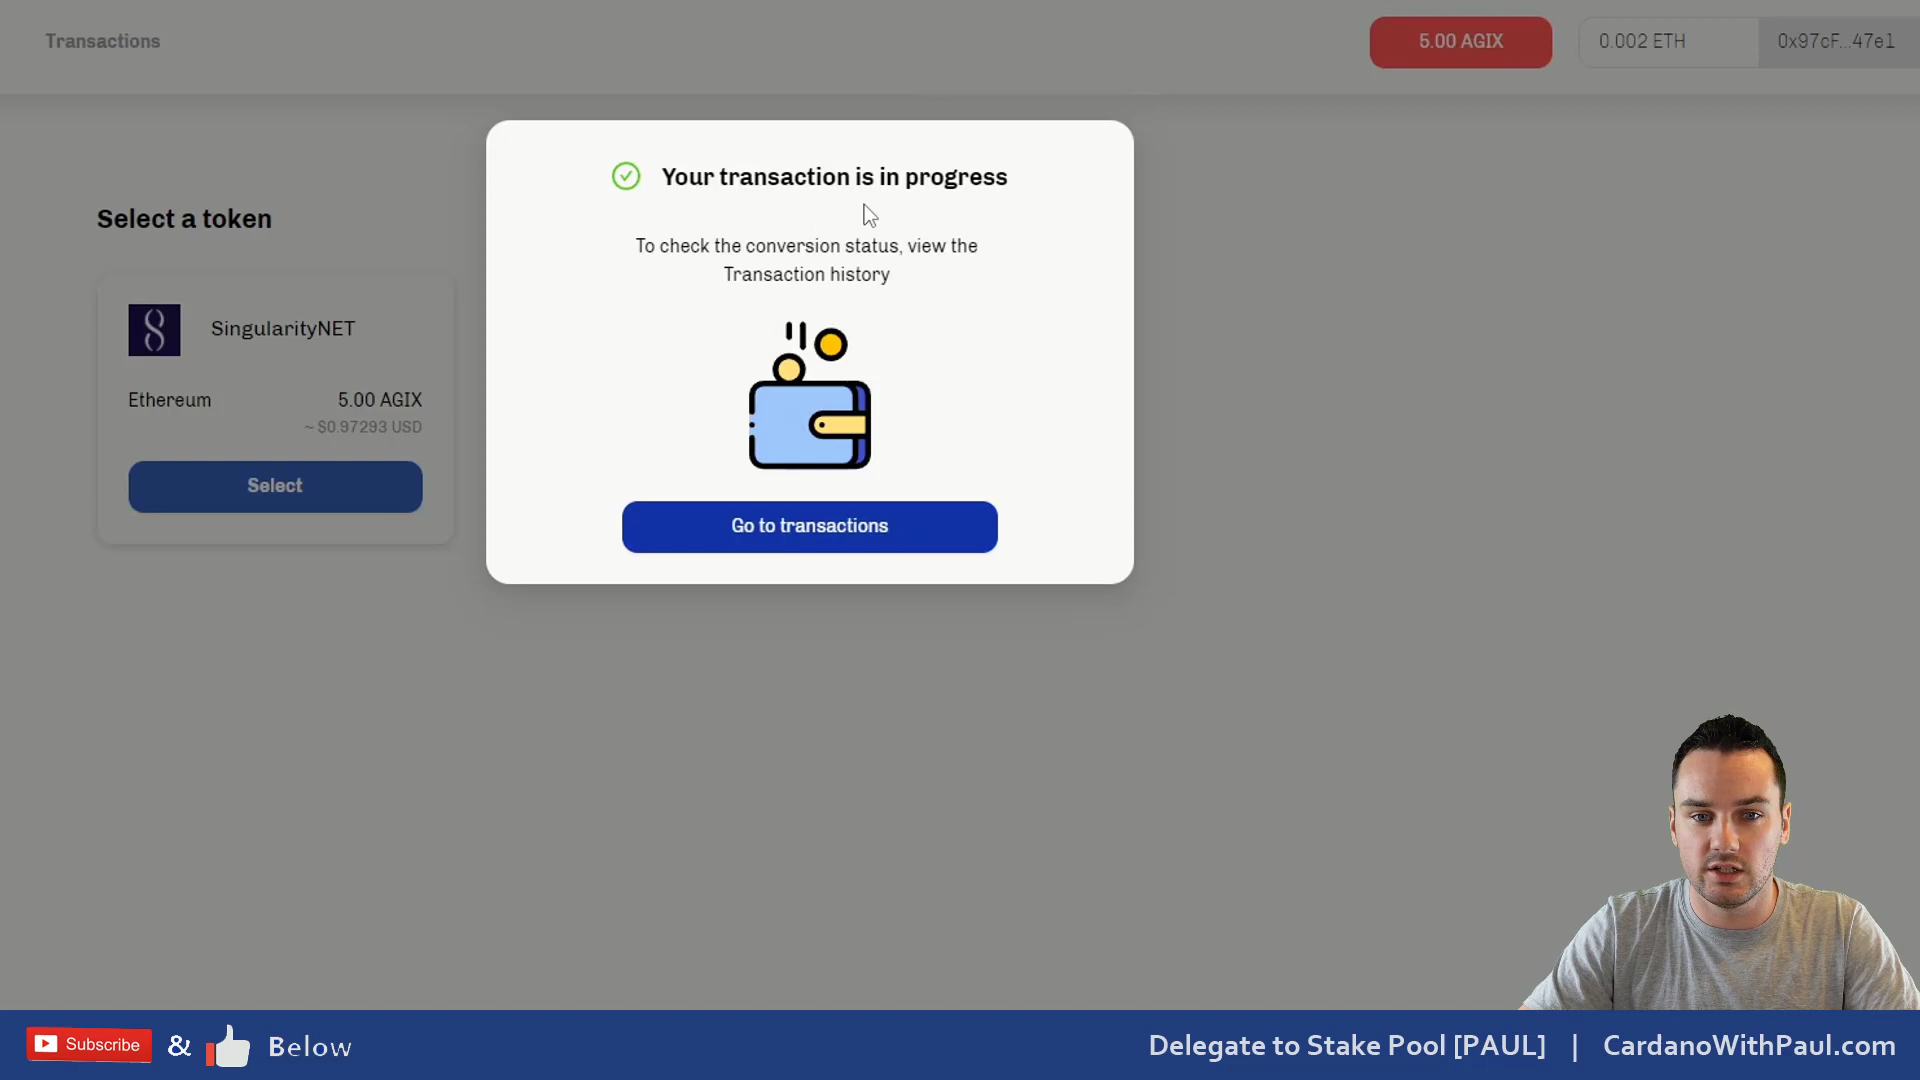 Transactions
5.00 AGIX
0.002 ETH
0x97cF...47e1
Your transaction is in progress
To check the conversion status, view the
Transaction history
Go to transactions
Select a token
SingularityNET
Ethereum
5.00 AGIX
~ $0.97293 USD
Select
Subscribe & Below
Delegate to Stake Pool [PAUL] | CardanoWithPaul.com